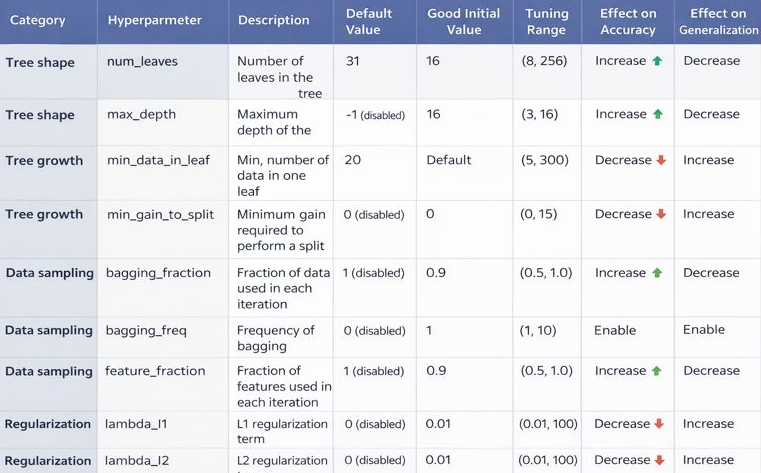 Category Hyperparmeter Description Default Value Good Initial Value Tuning Range Effect on Accuracy Effect on Generalization
Tree shape num_leaves Number of leaves in the tree 31 16 (8, 256) Increase ⬆ Decrease
Tree shape max_depth Maximum depth of the -1 (disabled) 16 (3, 16) Increase ⬆ Decrease
Tree growth min_data_in_leaf Min, number of data in one leaf 20 Default (5, 300) Decrease ⬇ Increase
Tree growth min_gain_to_split Minimum gain required to perform a split 0 (disabled) 0 (0, 15) Decrease ⬇ Increase
Data sampling bagging_fraction Fraction of data used in each iteration 1 (disabled) 0.9 (0.5, 1.0) Increase ⬆ Decrease
Data sampling bagging_freq Frequency of bagging 0 (disabled) 1 (1, 10) Enable Enable
Data sampling feature_fraction Fraction of features used in each iteration 1 (disabled) 0.9 (0.5, 1.0) Increase ⬆ Decrease
Regularization lambda_l1 L1 regularization term 0 (disabled) 0.01 (0.01, 100) Decrease ⬇ Increase
Regularization lambda_l2 L2 regularization 0 (disabled) 0.01 (0.01, 100) Decrease ⬇ Increase